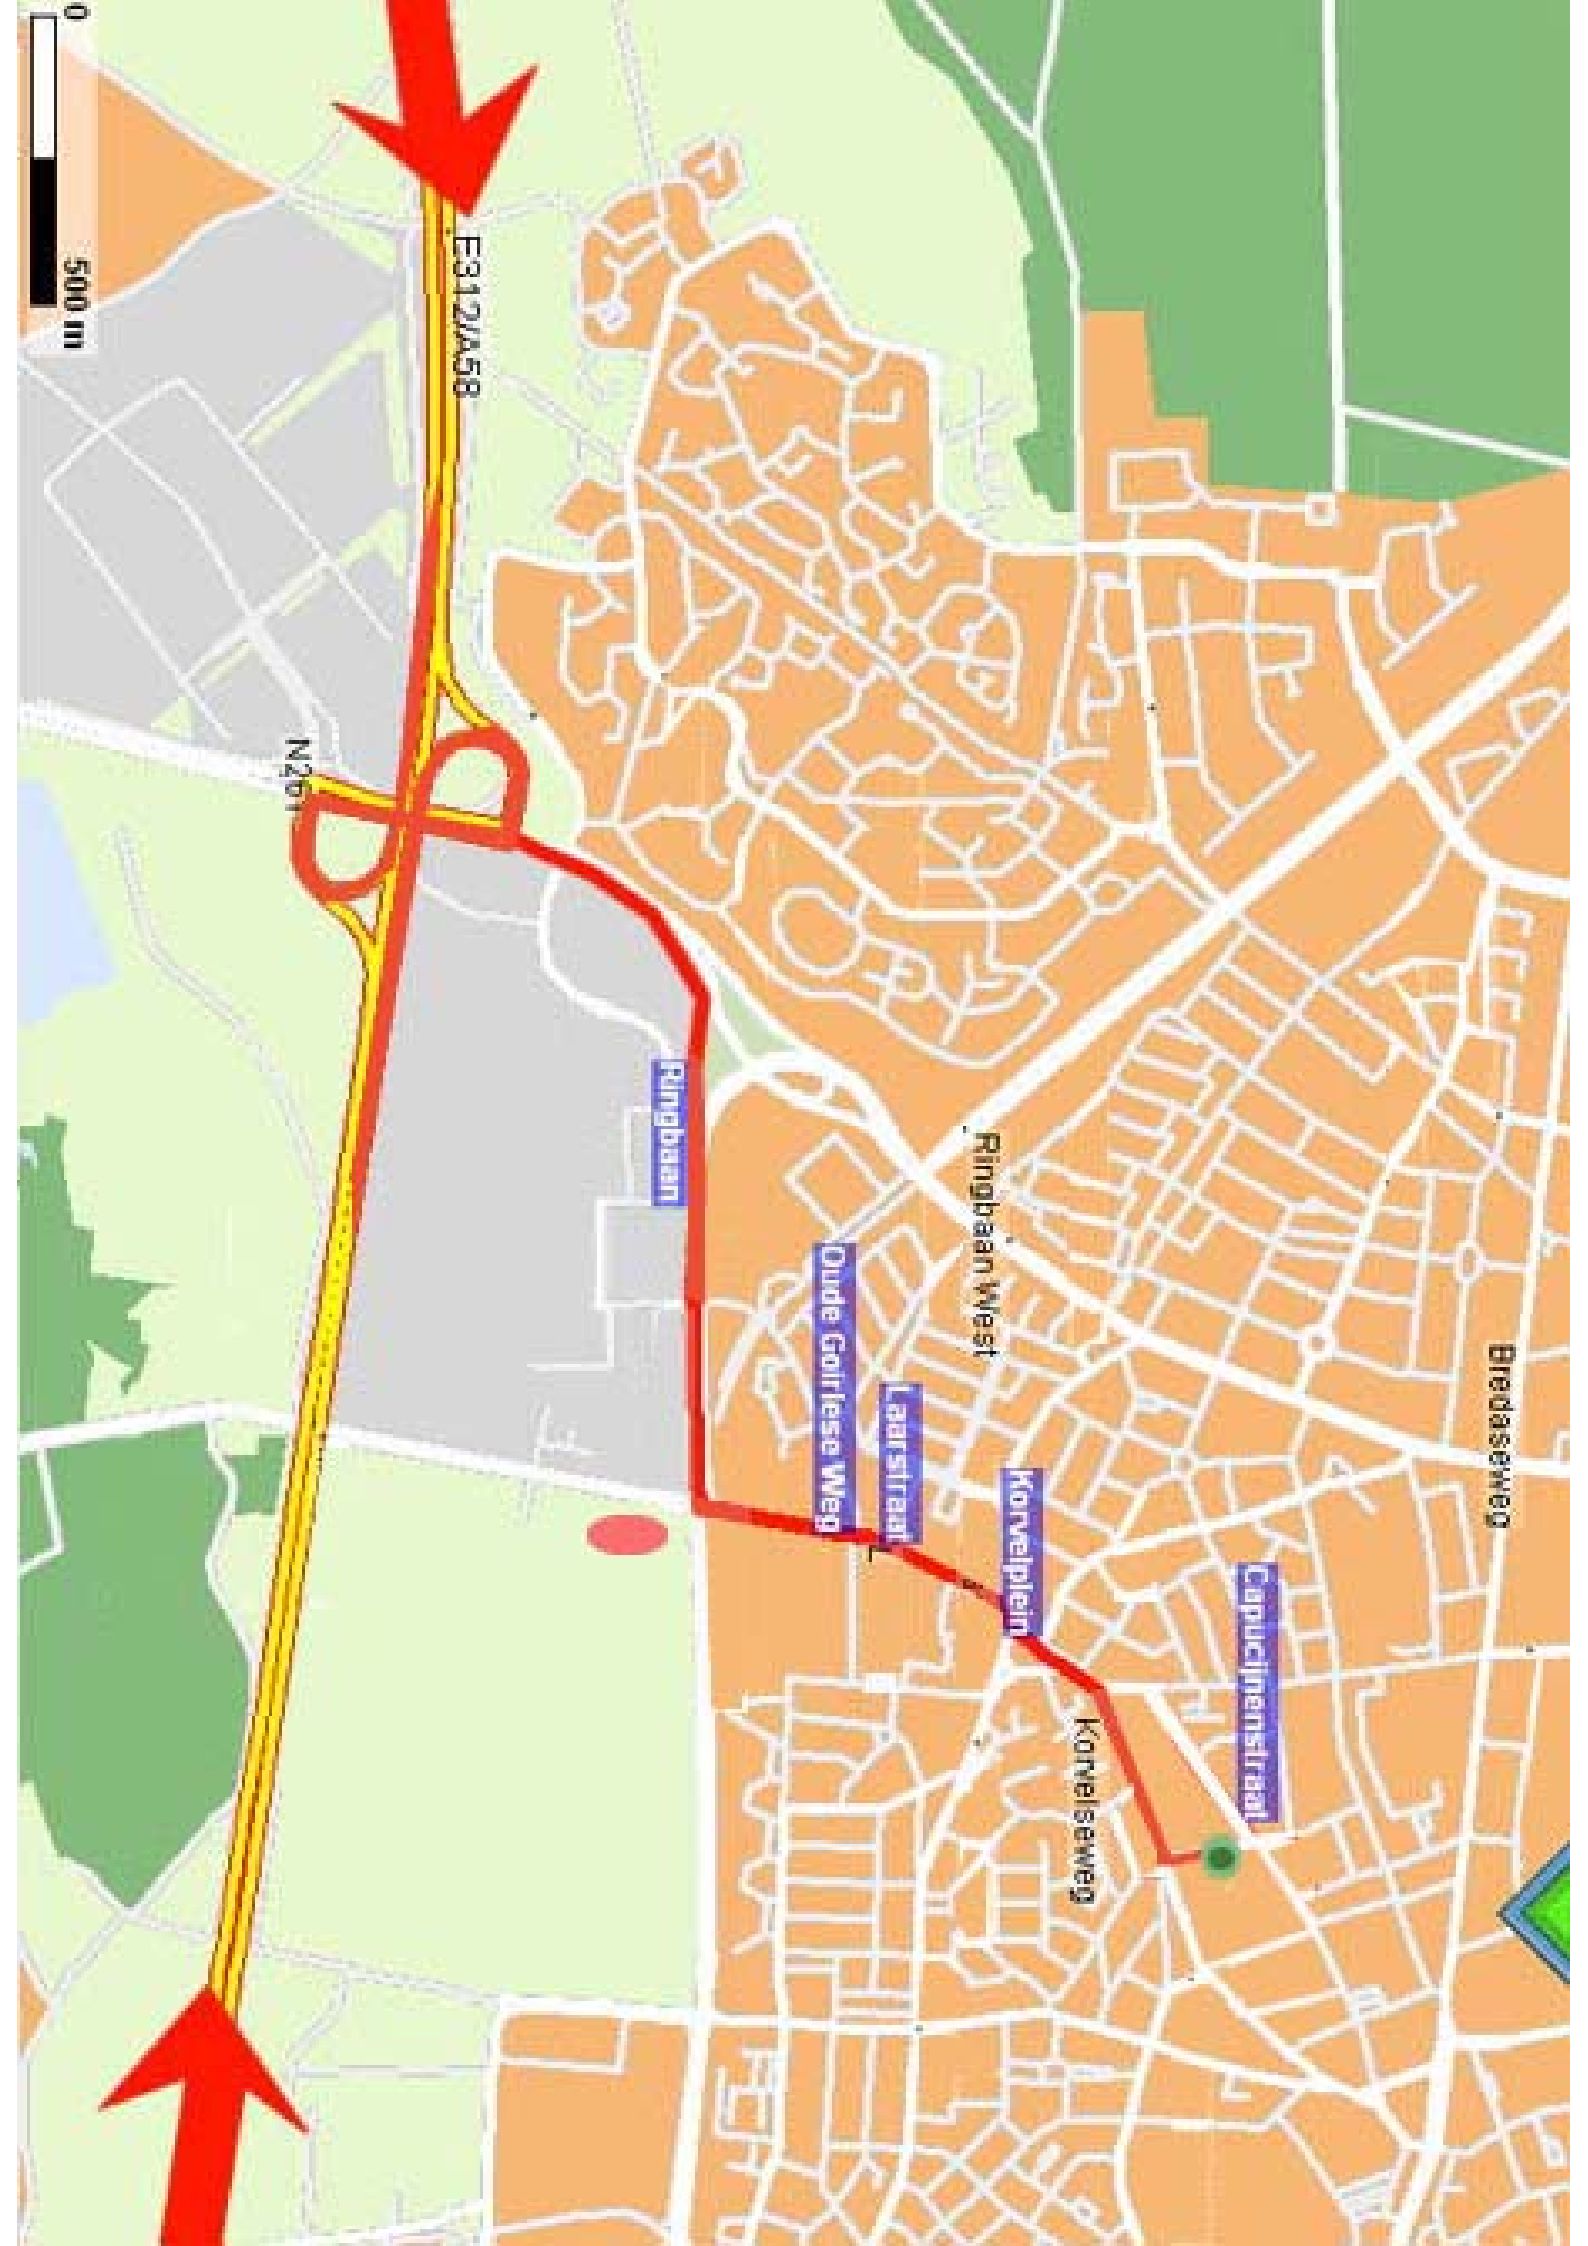 Bredaseweg
Capucijnenstraat
Korvelseweg
Korvelplein
Ringbaan West
Laarstraat
Oude Goirlese Weg
Ringbaan
E312/A58
N261
0 500 m